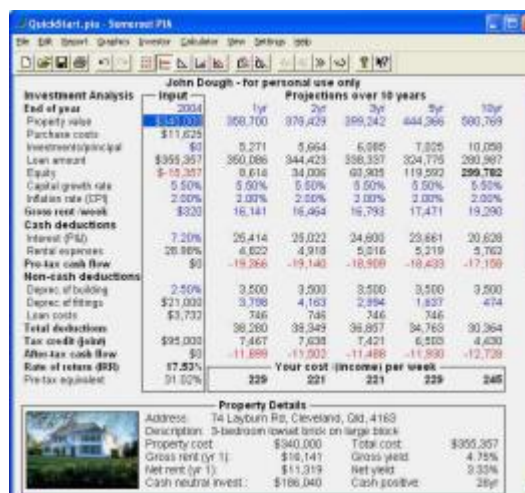 QuickStart.pia - Somerset PIA
File Edit Report Graphics Investor Calculator View Settings Help
John Dough - for personal use only
Investment Analysis Input Projections over 10 years
End of year 2004 1yr 2yr 3yr 5yr 10yr
Property value $340,000 358,700 378,429 399,242 444,366 580,769
Purchase costs $11,625
Investments/principal $0 5,271 5,664 6,085 7,025 10,058
Loan amount $355,357 350,086 344,423 338,337 324,775 280,987
Equity $-15,357 8,614 34,006 60,905 119,592 299,782
Capital growth rate 5.50% 5.50% 5.50% 5.50% 5.50% 5.50%
Inflation rate (CPI) 2.00% 2.00% 2.00% 2.00% 2.00% 2.00%
Gross rent /week $320 16,141 16,464 16,793 17,471 19,290
Cash deductions
Interest (P&I) 7.20% 25,414 25,022 24,600 23,661 20,628
Rental expenses 4,822 4,918 5,016 5,219 5,762
Pre-tax cash flow $0 -19,366 -19,140 -18,908 -18,433 -17,158
Non-cash deductions
Deprec. of building 2.50% 3,500 3,500 3,500 3,500 3,500
Deprec. of fittings $21,000 3,798 4,163 2,994 1,637 474
Loan costs $3,732 746 746 746 746
Total deductions 38,280 38,349 36,857 34,763 30,364
Tax credit (joint) $95,000 7,467 7,638 7,421 6,503 4,430
After-tax cash flow $0 -11,899 -11,502 -11,488 -11,930 -12,728
Rate of return (IRR) 17.53% Your cost (income) per week
Pre-tax equivalent 229 221 221 229 245
Property Details
Address: 74 Layburn Rd, Cleveland, Qld, 4163
Description: 3-bedroom lowset brick on large block
Property cost $340,000 Total cost $355,357
Gross rent (yr 1): $16,141 Gross yield 4.75%
Net rent (yr 1): $11,319 Net yield 3.33%
Cash neutral invest.: $186,040 Cash positive 28yr